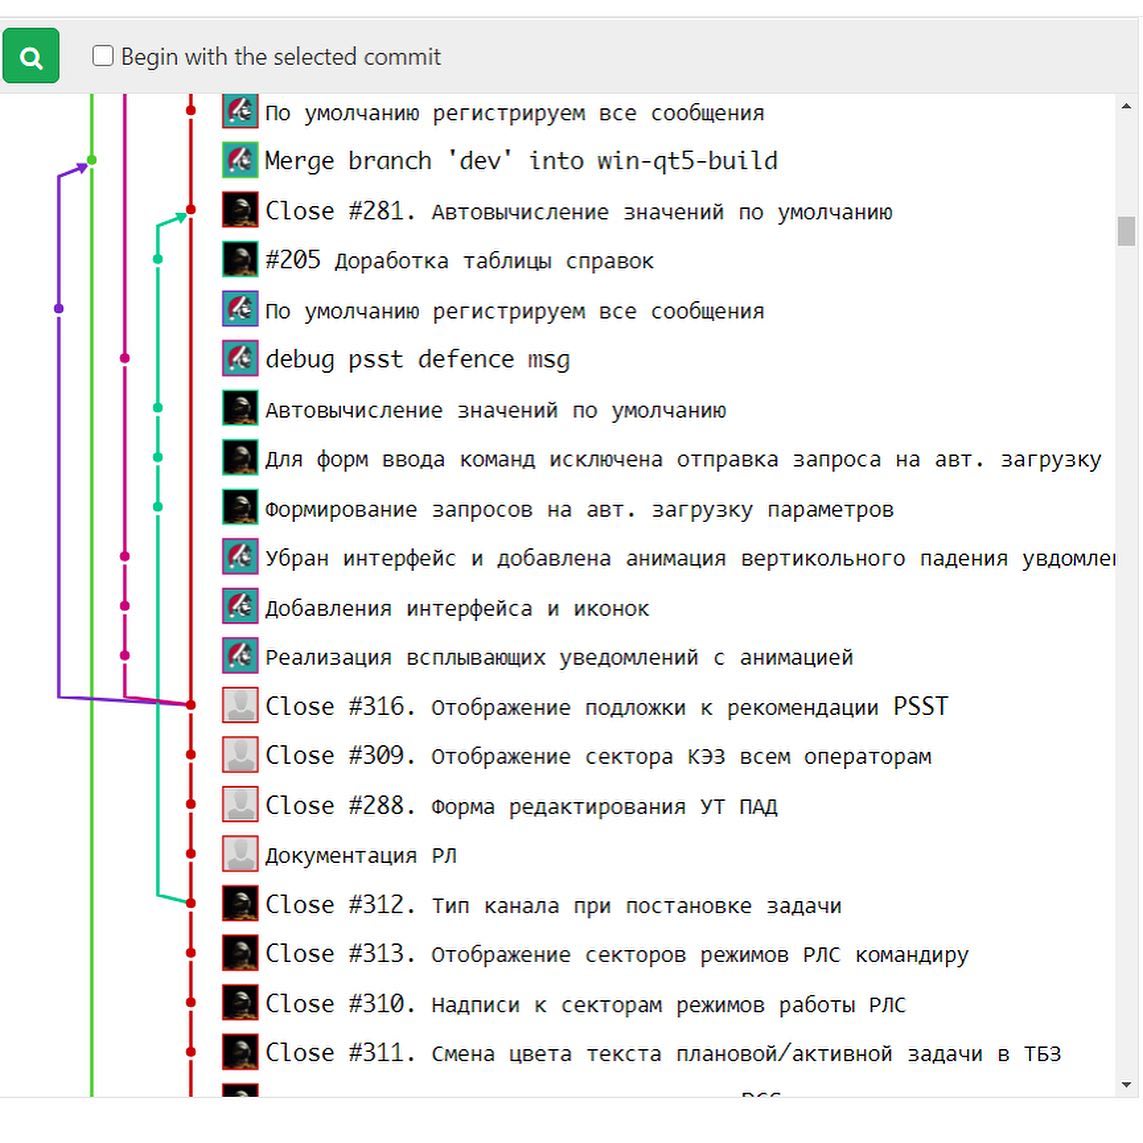 Begin with the selected commit
По умолчанию регистрируем все сообщения
Merge branch 'dev' into win-qt5-build
Close #281. Автовычисление значений по умолчанию
#205 Доработка таблицы справок
По умолчанию регистрируем все сообщения
debug psst defence msg
Автовычисление значений по умолчанию
Для форм ввода команд исключена отправка запроса на авт. загрузку
Формирование запросов на авт. загрузку параметров
Убран интерфейс и добавлена анимация вертикольного падения
Добавления интерфейса и иконок
Реализация всплывающих уведомлений с анимацией
Close #316. Отображение подложки к рекомендации PSST
Close #309. Отображение сектора КЭЗ всем операторам
Close #288. Форма редактирования УТ ПАД
Документация РЛ
Close #312. Тип канала при постановке задачи
Close #313. Отображение секторов режимов РЛС командиру
Close #310. Надписи к секторам режимов работы РЛС
Close #311. Смена цвета текста плановой/активной задачи в ТБЗ